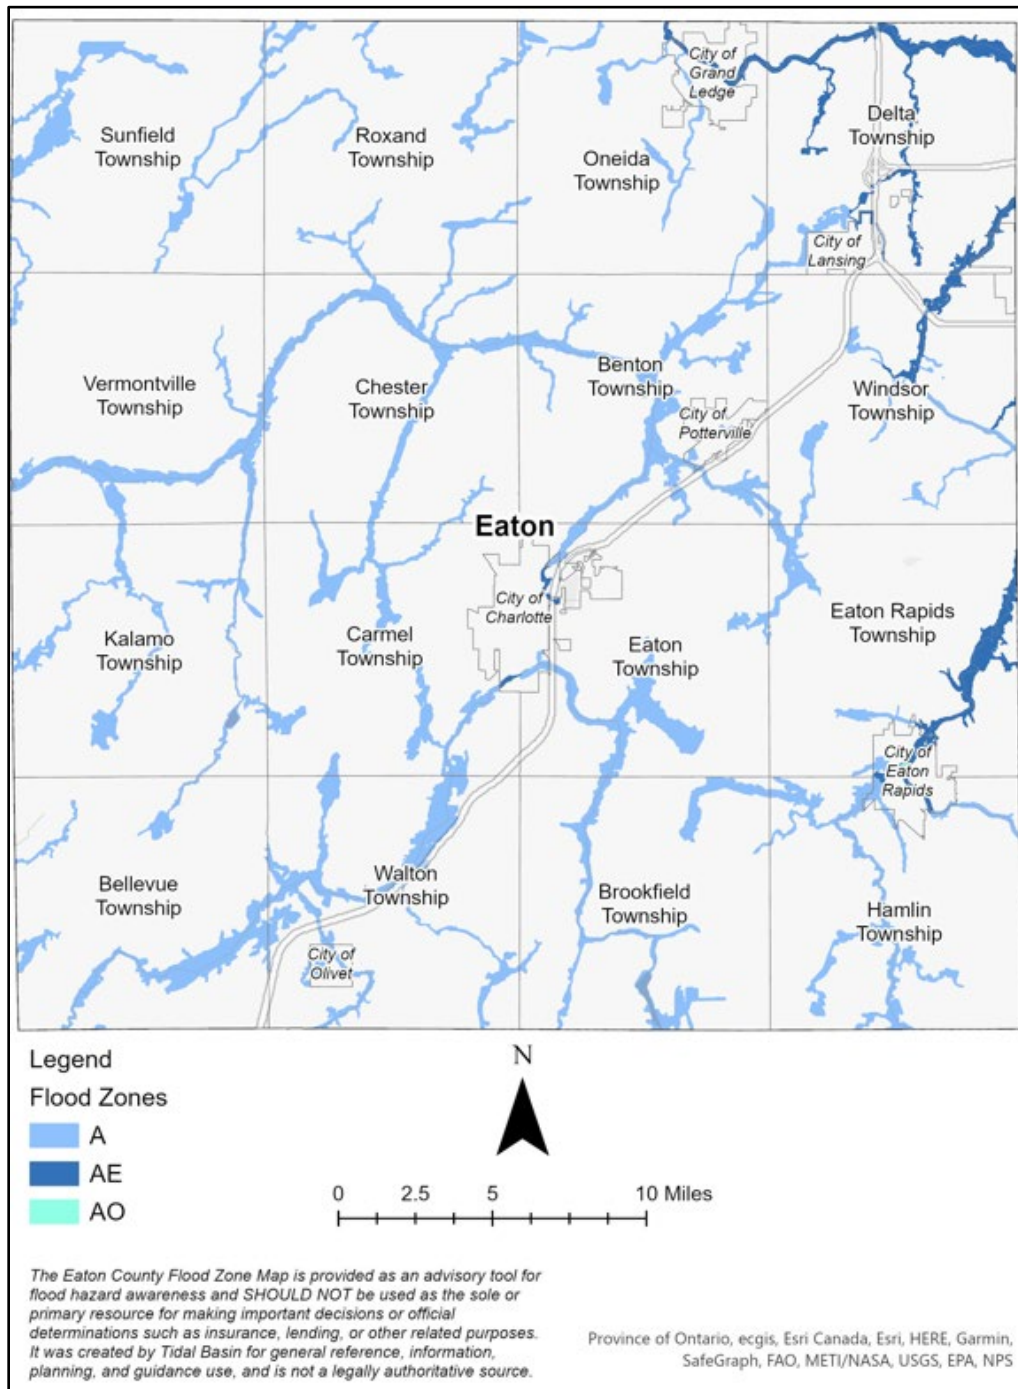 City of
Grand
Ledge
Delta
Township
Sunfield
Township
Roxand
Township
Oneida
Township
City of
Lansing
Vermontville
Township
Chester
Township
Benton
Township
Windsor
Township
City of
Potterville
Eaton
City of
Charlotte
Kalamo
Township
Carmel
Township
Eaton
Township
Eaton Rapids
Township
City of
Eaton
Rapids
Bellevue
Township
Walton
Township
Brookfield
Township
Hamlin
Township
City of
Olivet
Legend
Flood Zones
A
AE
AO
N
0 2.5 5 10 Miles
The Eaton County Flood Zone Map is provided as an advisory tool for
flood hazard awareness and SHOULD NOT be used as the sole or
primary resource for making important decisions or official
determinations such as insurance, lending, or other related purposes.
It was created by Tidal Basin for general reference, information,
planning, and guidance use, and is not a legally authoritative source.
Province of Ontario, ecgis, Esri Canada, Esri, HERE, Garmin,
SafeGraph, FAO, METI/NASA, USGS, EPA, NPS